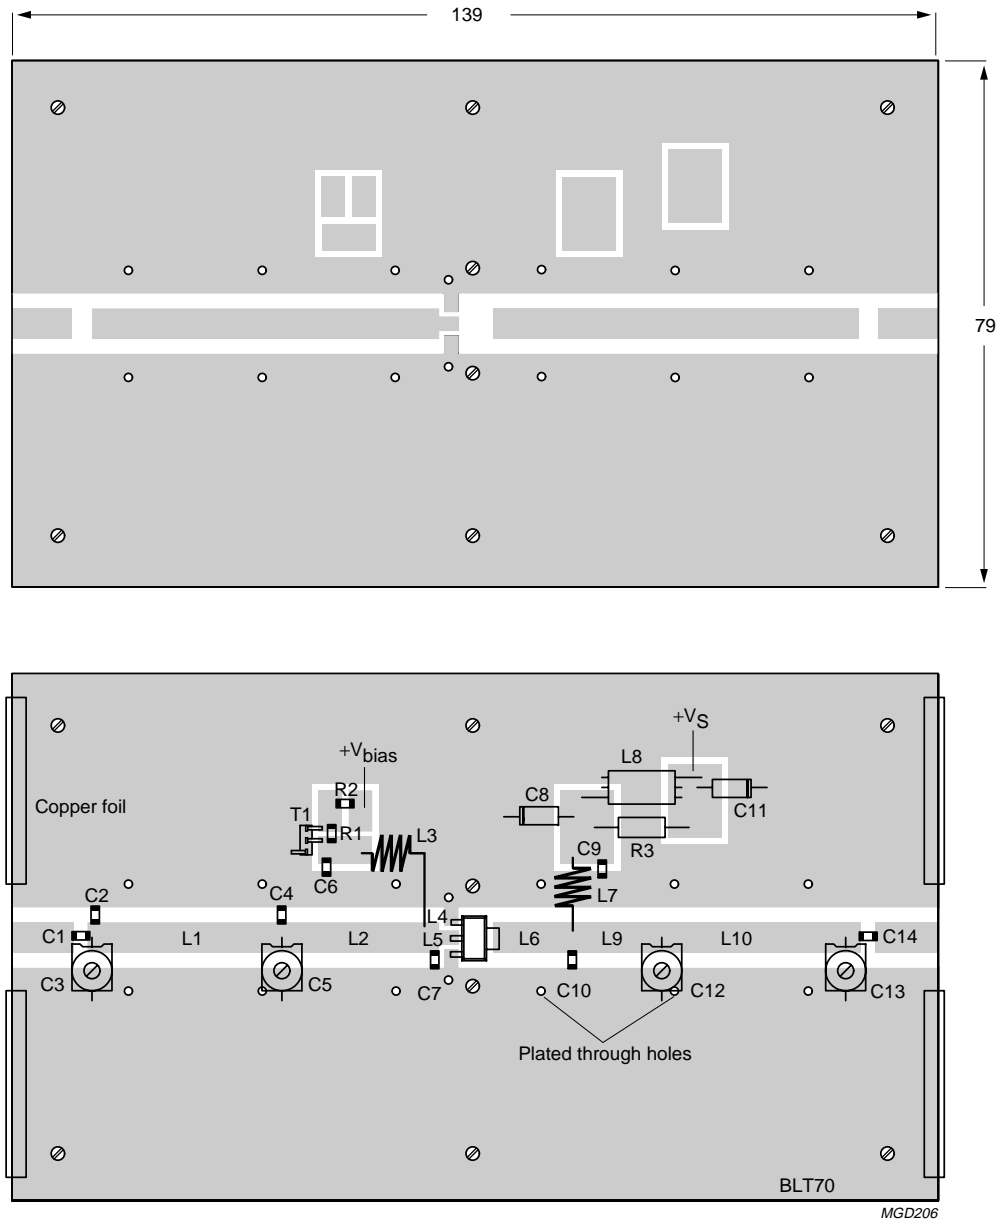 139
79
+VS
+Vbias
L8
R2
C8
C11
Copper foil
T1
R1
L3
R3
C9
C6
L7
C2
C4
L4
C1
L1
L2
L5
L6
L9
L10
C14
C3
C5
C7
C10
C12
C13
Plated through holes
BLT70
MGD206